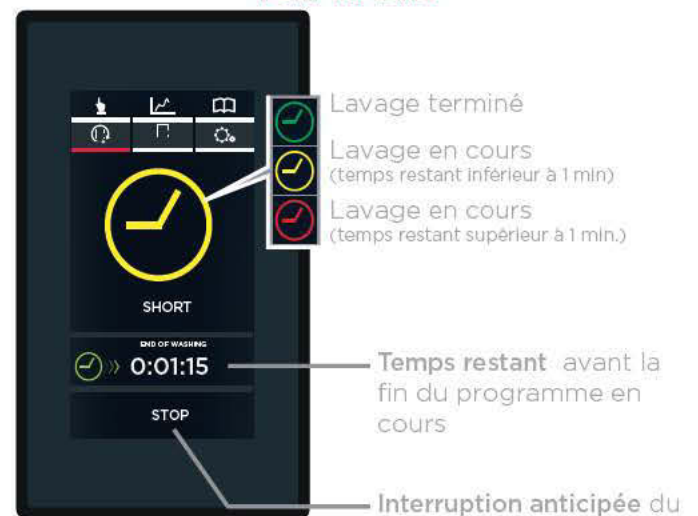 Lavage terminé
Lavage en cours
(temps restant inférieur à 1 min)
Lavage en cours
(temps restant supérieur à 1 min.)
SHORT
END OF WASHING
0:01:15
STOP
Temps restant avant la
fin du programme en
cours
Interruption anticipée du